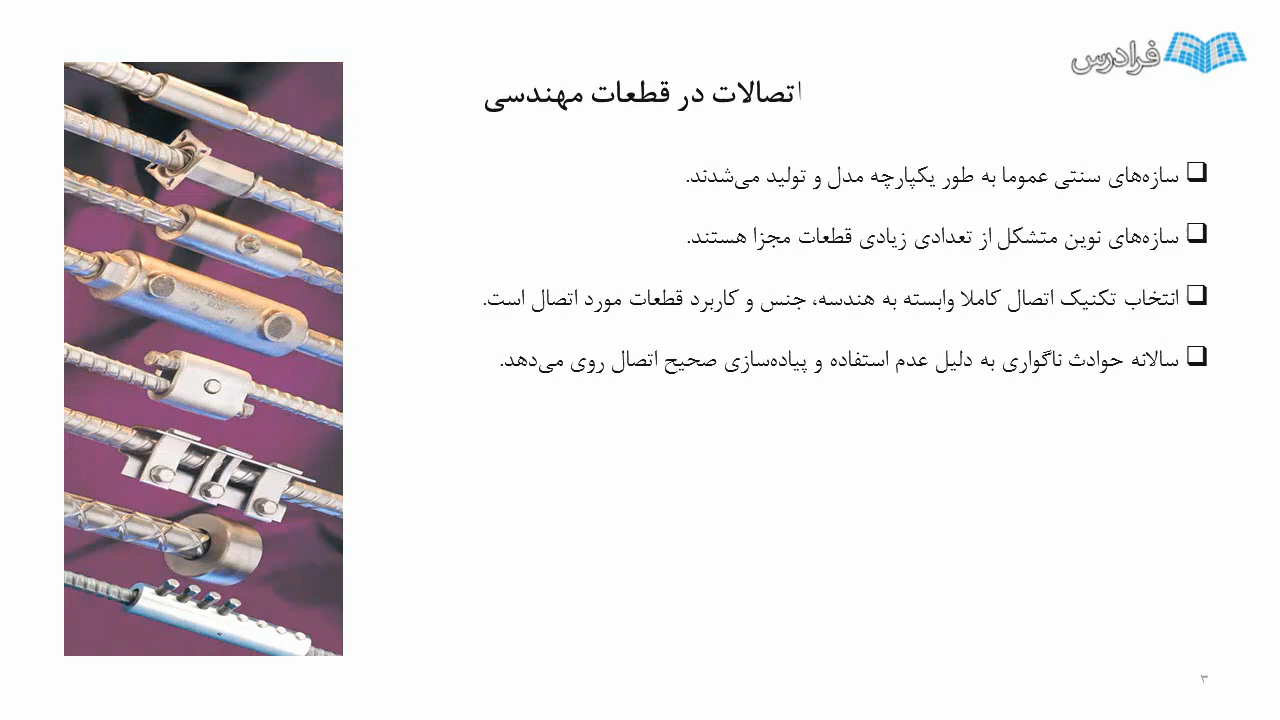 فرادرس
اتصالات در قطعات مهندسی
سازه‌های سنتی عموما به طور یکپارچه مدل و تولید می‌شدند.
سازه‌های نوین متشکل از تعدادی زیادی قطعات مجزا هستند.
انتخاب تکنیک اتصال کاملا وابسته به هندسه، جنس و کاربرد قطعات مورد اتصال است.
سالانه حوادث ناگواری به دلیل عدم استفاده و پیاده‌سازی صحیح اتصال روی می‌دهد.
۳